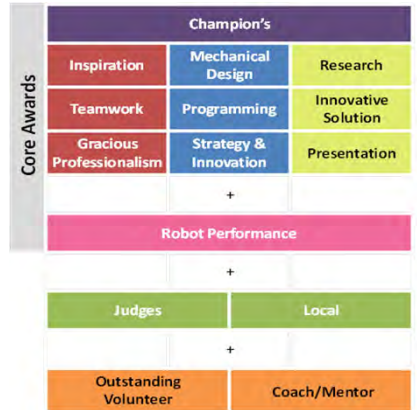 Core Awards
Champion's
Inspiration
Mechanical
Design
Research
Teamwork
Programming
Innovative
Solution
Gracious
Professionalism
Strategy &
Innovation
Presentation
+
Robot Performance
+
Judges
Local
+
Outstanding
Volunteer
Coach/Mentor